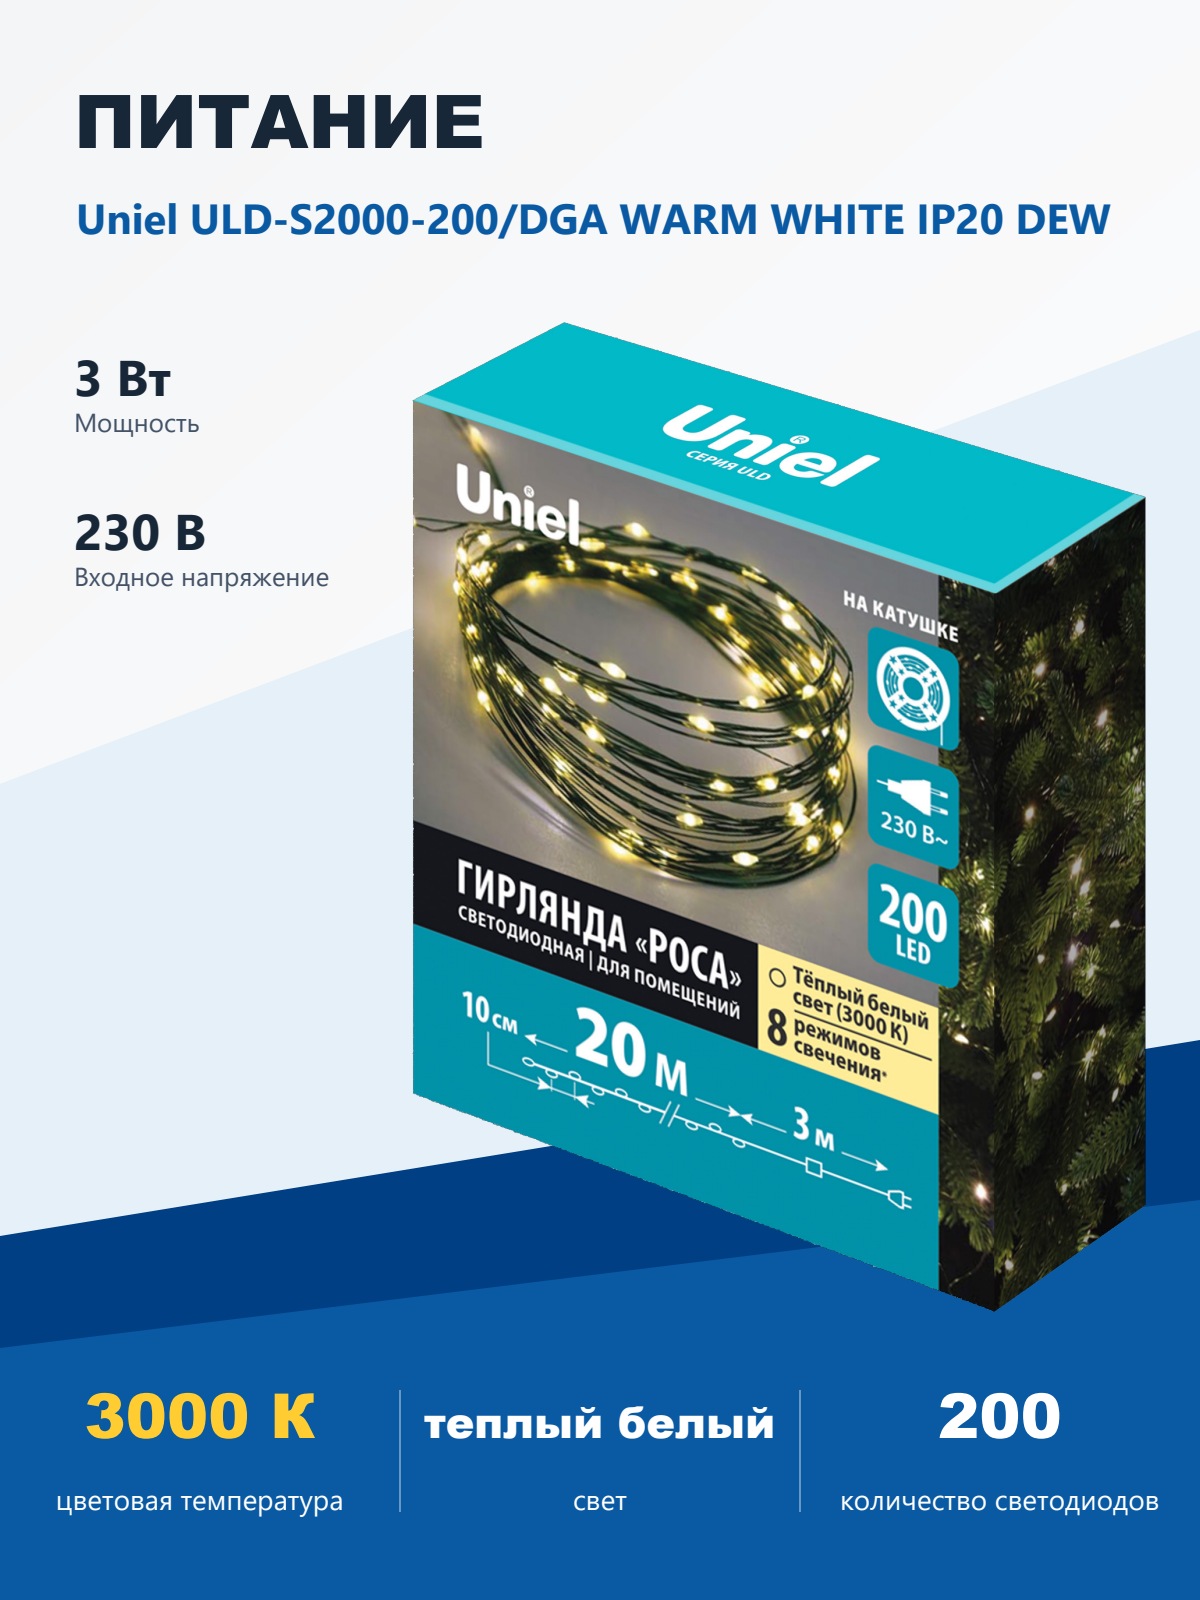 ПИТАНИЕ
Uniel ULD-S2000-200/DGA WARM WHITE IP20 DEW
3 Вт
Мощность
230 В
Входное напряжение
Uniel®
СЕРИЯ ULD
Uniel®
НА КАТУШКЕ
230 В~
200
LED
ГИРЛЯНДА «РОСА»
СВЕТОДИОДНАЯ | ДЛЯ ПОМЕЩЕНИЙ
Тёплый белый
свет (3000 К)
8 режимов
свечения*
10 см
20 м
3 м
3000 К
цветовая температура
теплый белый
свет
200
количество светодиодов